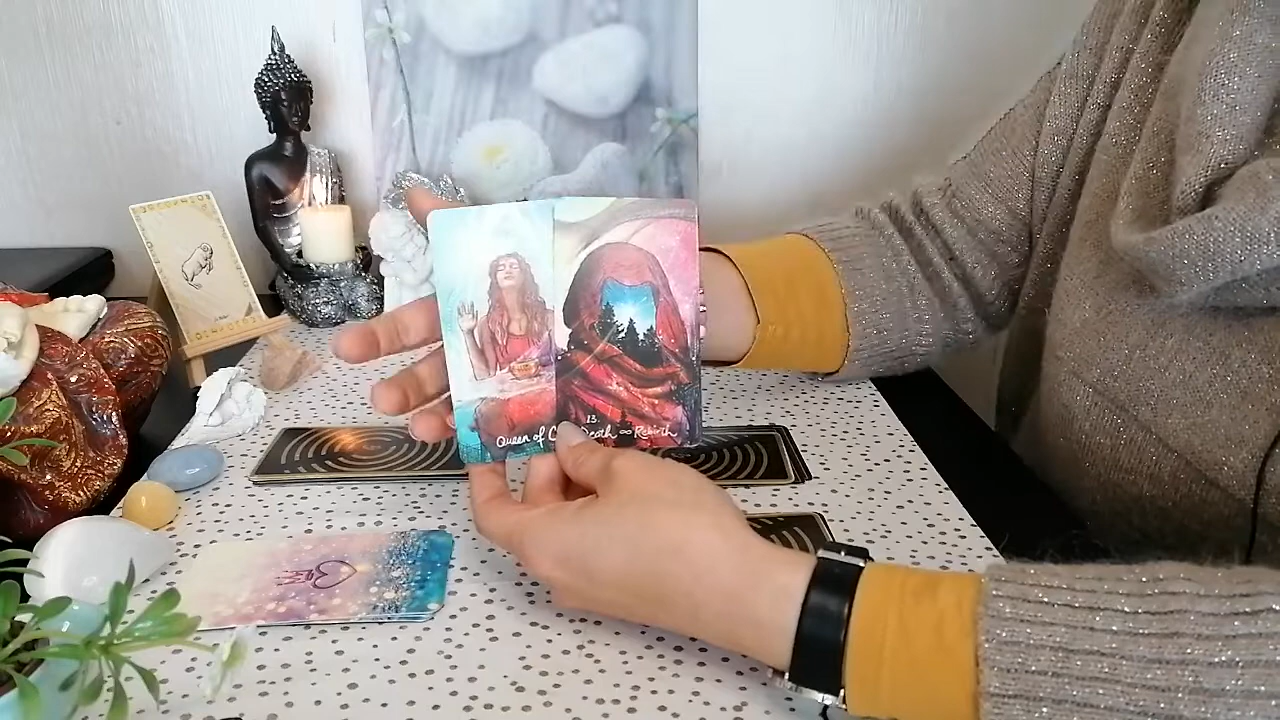 13.
Queen of
Death ∞ Rebirth